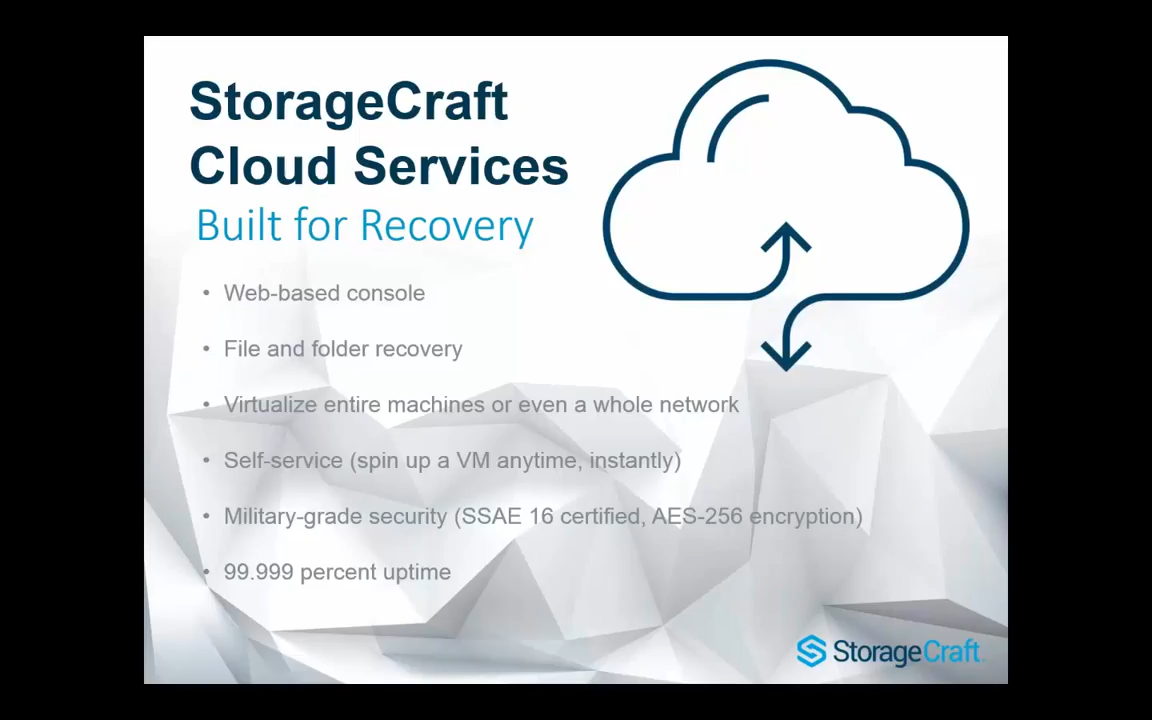 StorageCraft
Cloud Services
Built for Recovery
• Web-based console
• File and folder recovery
• Virtualize entire machines or even a whole network
• Self-service (spin up a VM anytime, instantly)
• Military-grade security (SSAE 16 certified, AES-256 encryption)
• 99.999 percent uptime
StorageCraft